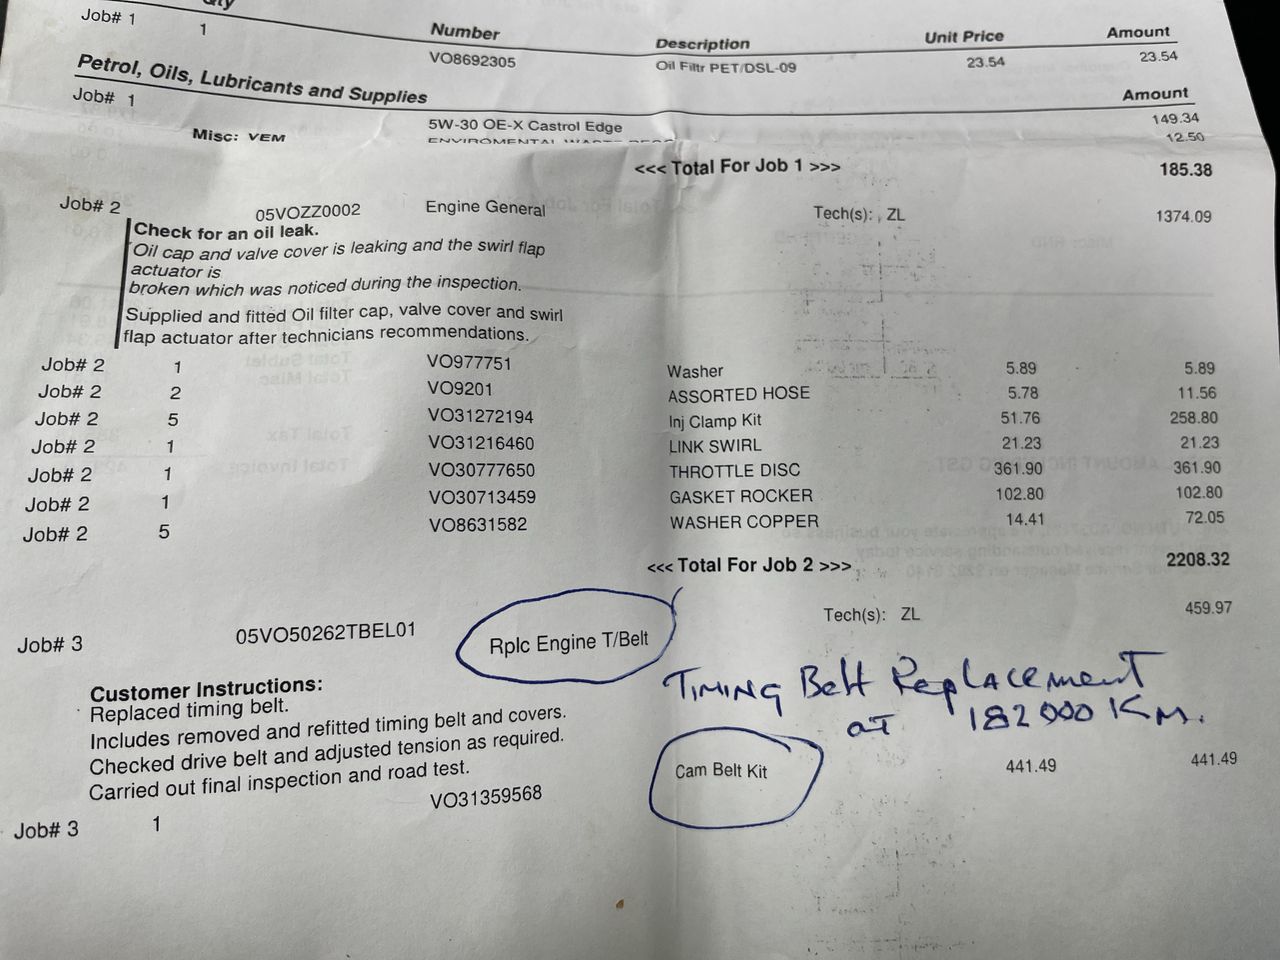 Qty Number Description Unit Price Amount
Job# 1 1 VO8692305 Oil Filtr PET/DSL-09 23.54 23.54
Petrol, Oils, Lubricants and Supplies Amount
Job# 1 5W-30 OE-X Castrol Edge 149.34
Misc: VEM 12.50
<<< Total For Job 1 >>> 185.38
Job# 2 05VOZZ0002 Engine General Tech(s): ZL 1374.09
Check for an oil leak.
Oil cap and valve cover is leaking and the swirl flap
actuator is
broken which was noticed during the inspection.
Supplied and fitted Oil filter cap, valve cover and swirl
flap actuator after technicians recommendations.
Job# 2 1 VO977751 Washer 5.89 5.89
Job# 2 2 VO9201 ASSORTED HOSE 5.78 11.56
Job# 2 5 VO31272194 Inj Clamp Kit 51.76 258.80
Job# 2 1 VO31216460 LINK SWIRL 21.23 21.23
Job# 2 1 VO30777650 THROTTLE DISC 361.90 361.90
Job# 2 1 VO30713459 GASKET ROCKER 102.80 102.80
Job# 2 5 VO8631582 WASHER COPPER 14.41 72.05
<<< Total For Job 2 >>> 2208.32
Job# 3 05VO50262TBEL01 Rplc Engine T/Belt Tech(s): ZL 459.97
TIMING Belt Replacement
at 182000 Km.
Customer Instructions:
Replaced timing belt.
Includes removed and refitted timing belt and covers.
Checked drive belt and adjusted tension as required.
Carried out final inspection and road test.
Job# 3 1 VO31359568 Cam Belt Kit 441.49 441.49